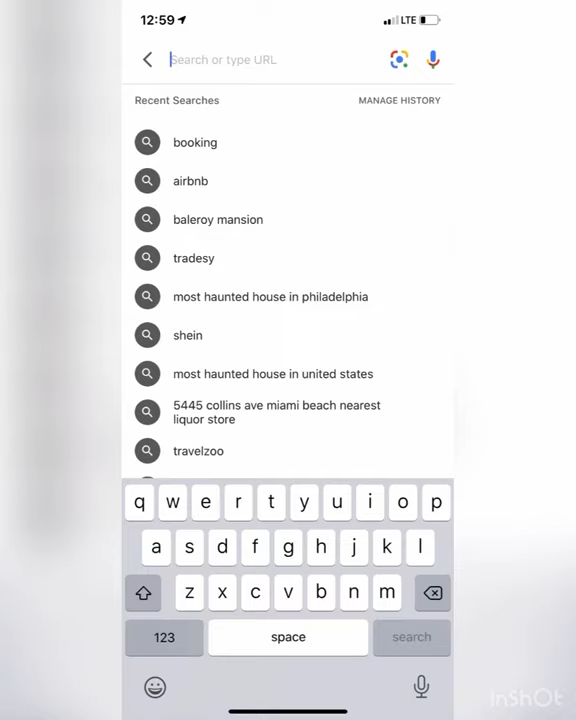 12:59
LTE
Search or type URL
Recent Searches
MANAGE HISTORY
booking
airbnb
baleroy mansion
tradesy
most haunted house in philadelphia
shein
most haunted house in united states
5445 collins ave miami beach nearest
liquor store
travelzoo
q w e r t y u i o p
a s d f g h j k l
z x c v b n m
123
space
search
InShOt